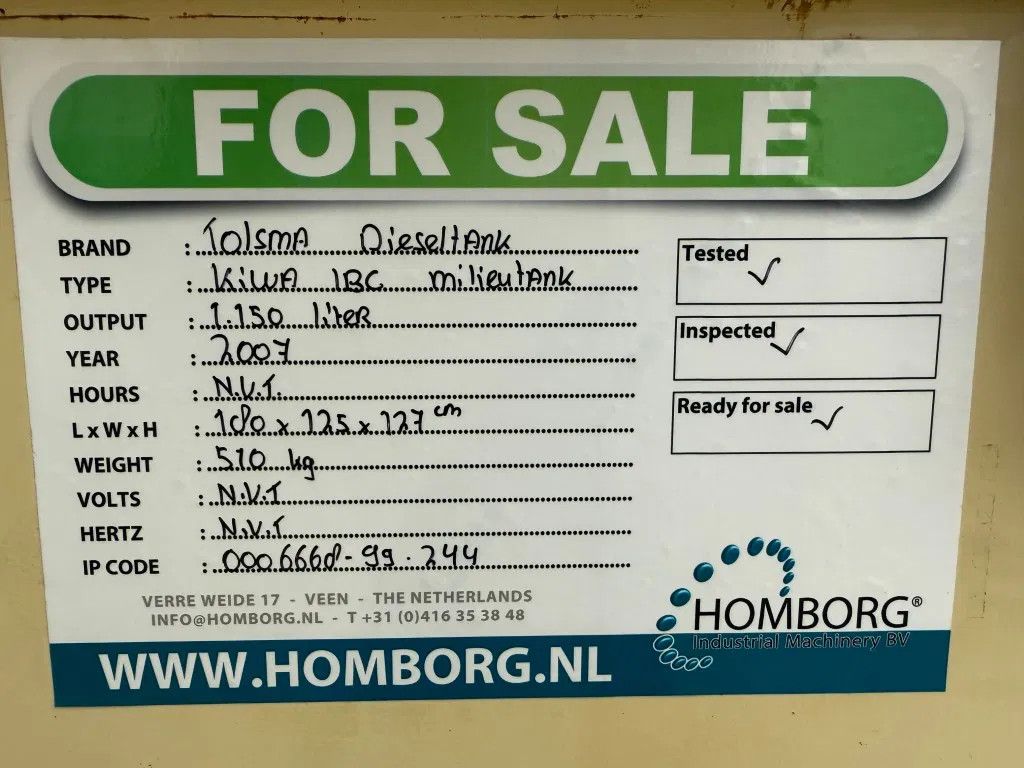 FOR SALE
BRAND : Tolsma Dieseltank
TYPE : KIWA IBC milieutank
OUTPUT : 1.150 liter
YEAR : 2007
HOURS : N.V.T.
L x W x H : 180 x 125 x 127 cm
WEIGHT : 510 kg
VOLTS : N.V.T
HERTZ : N.V.T
IP CODE : 0006668-99.244
Tested ✓
Inspected ✓
Ready for sale ✓
VERRE WEIDE 17 - VEEN - THE NETHERLANDS
INFO@HOMBORG.NL - T +31 (0)416 35 38 48
HOMBORG®
Industrial Machinery BV
WWW.HOMBORG.NL